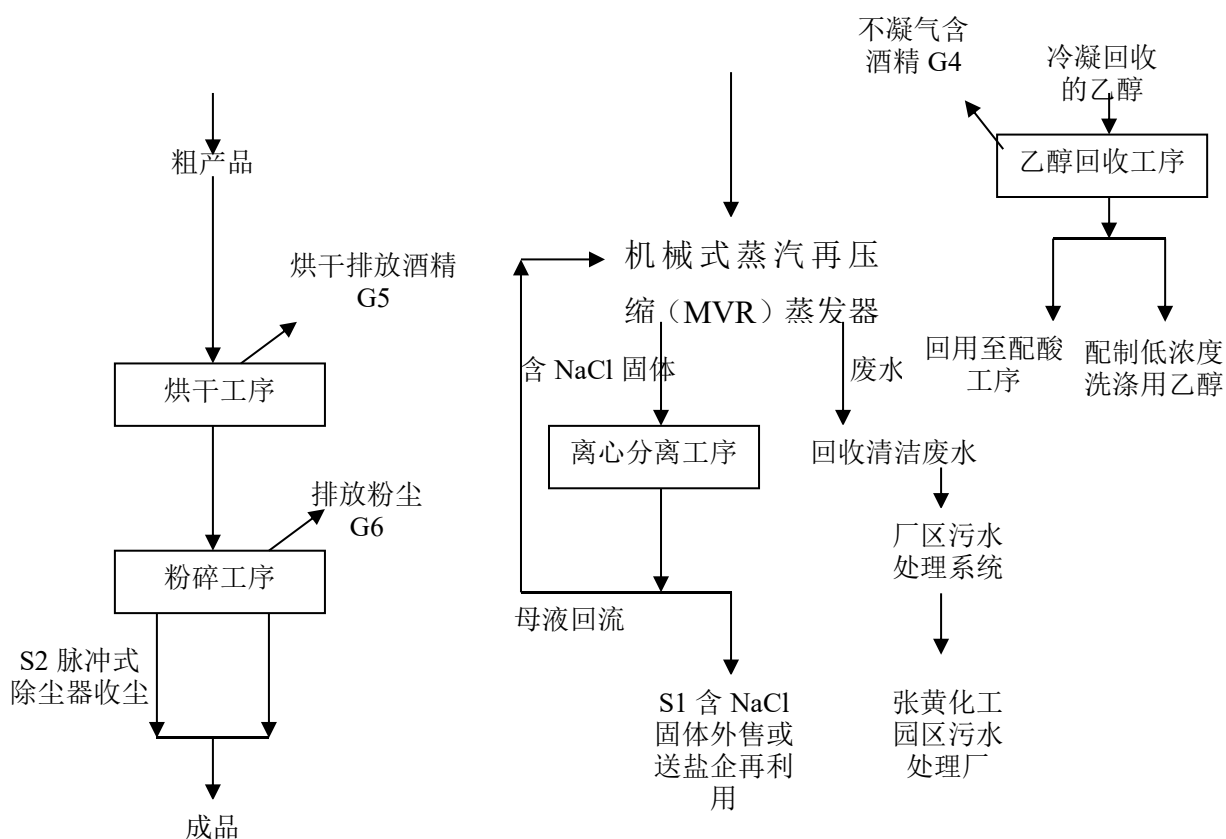 不凝气含
酒精 G4
冷凝回收
的乙醇
粗产品
乙醇回收工序
烘干排放酒精
G5
机械式蒸汽再压
缩（MVR）蒸发器
回用至配酸
工序
配制低浓度
洗涤用乙醇
烘干工序
含 NaCl 固体
废水
离心分离工序
回收清洁废水
排放粉尘
G6
厂区污水
处理系统
粉碎工序
母液回流
S2 脉冲式
除尘器收尘
S1 含 NaCl
固体外售或
送盐企再利
用
张黄化工
园区污水
处理厂
成品